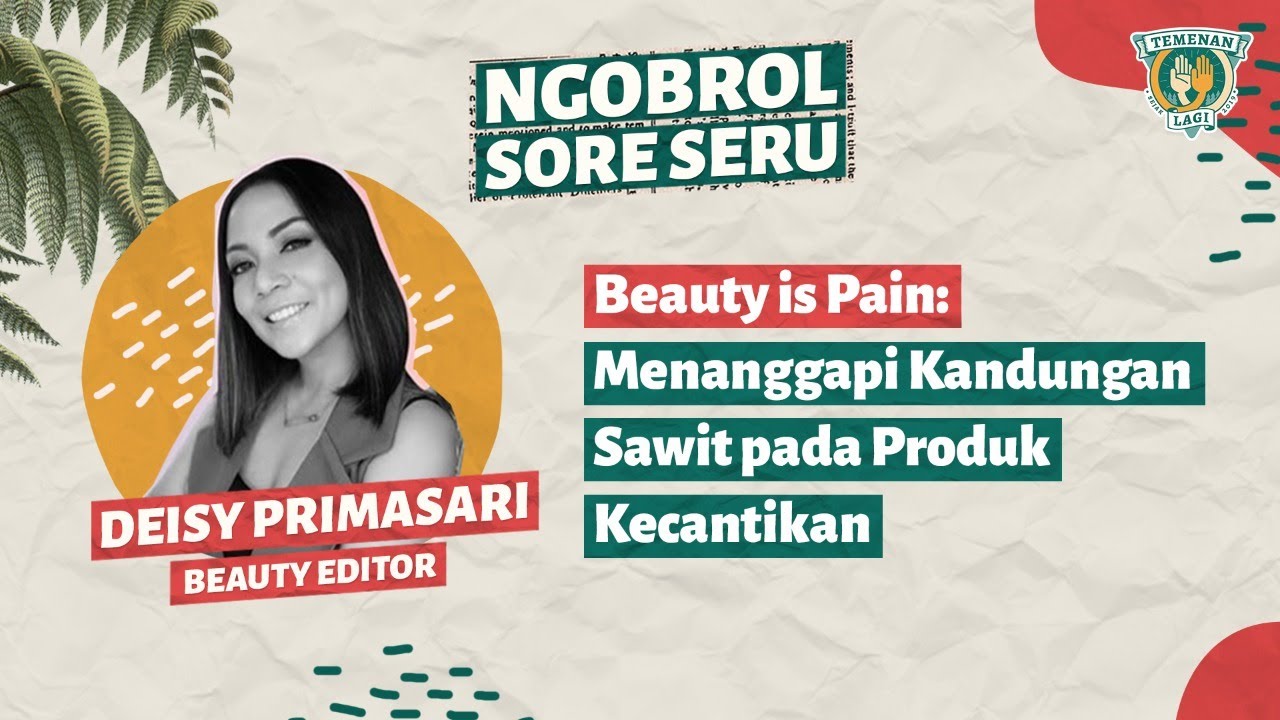 NGOBROL
SORE SERU
TEMENAN
LAGI
Beauty is Pain:
Menanggapi Kandungan
Sawit pada Produk
Kecantikan
DEISY PRIMASARI
BEAUTY EDITOR